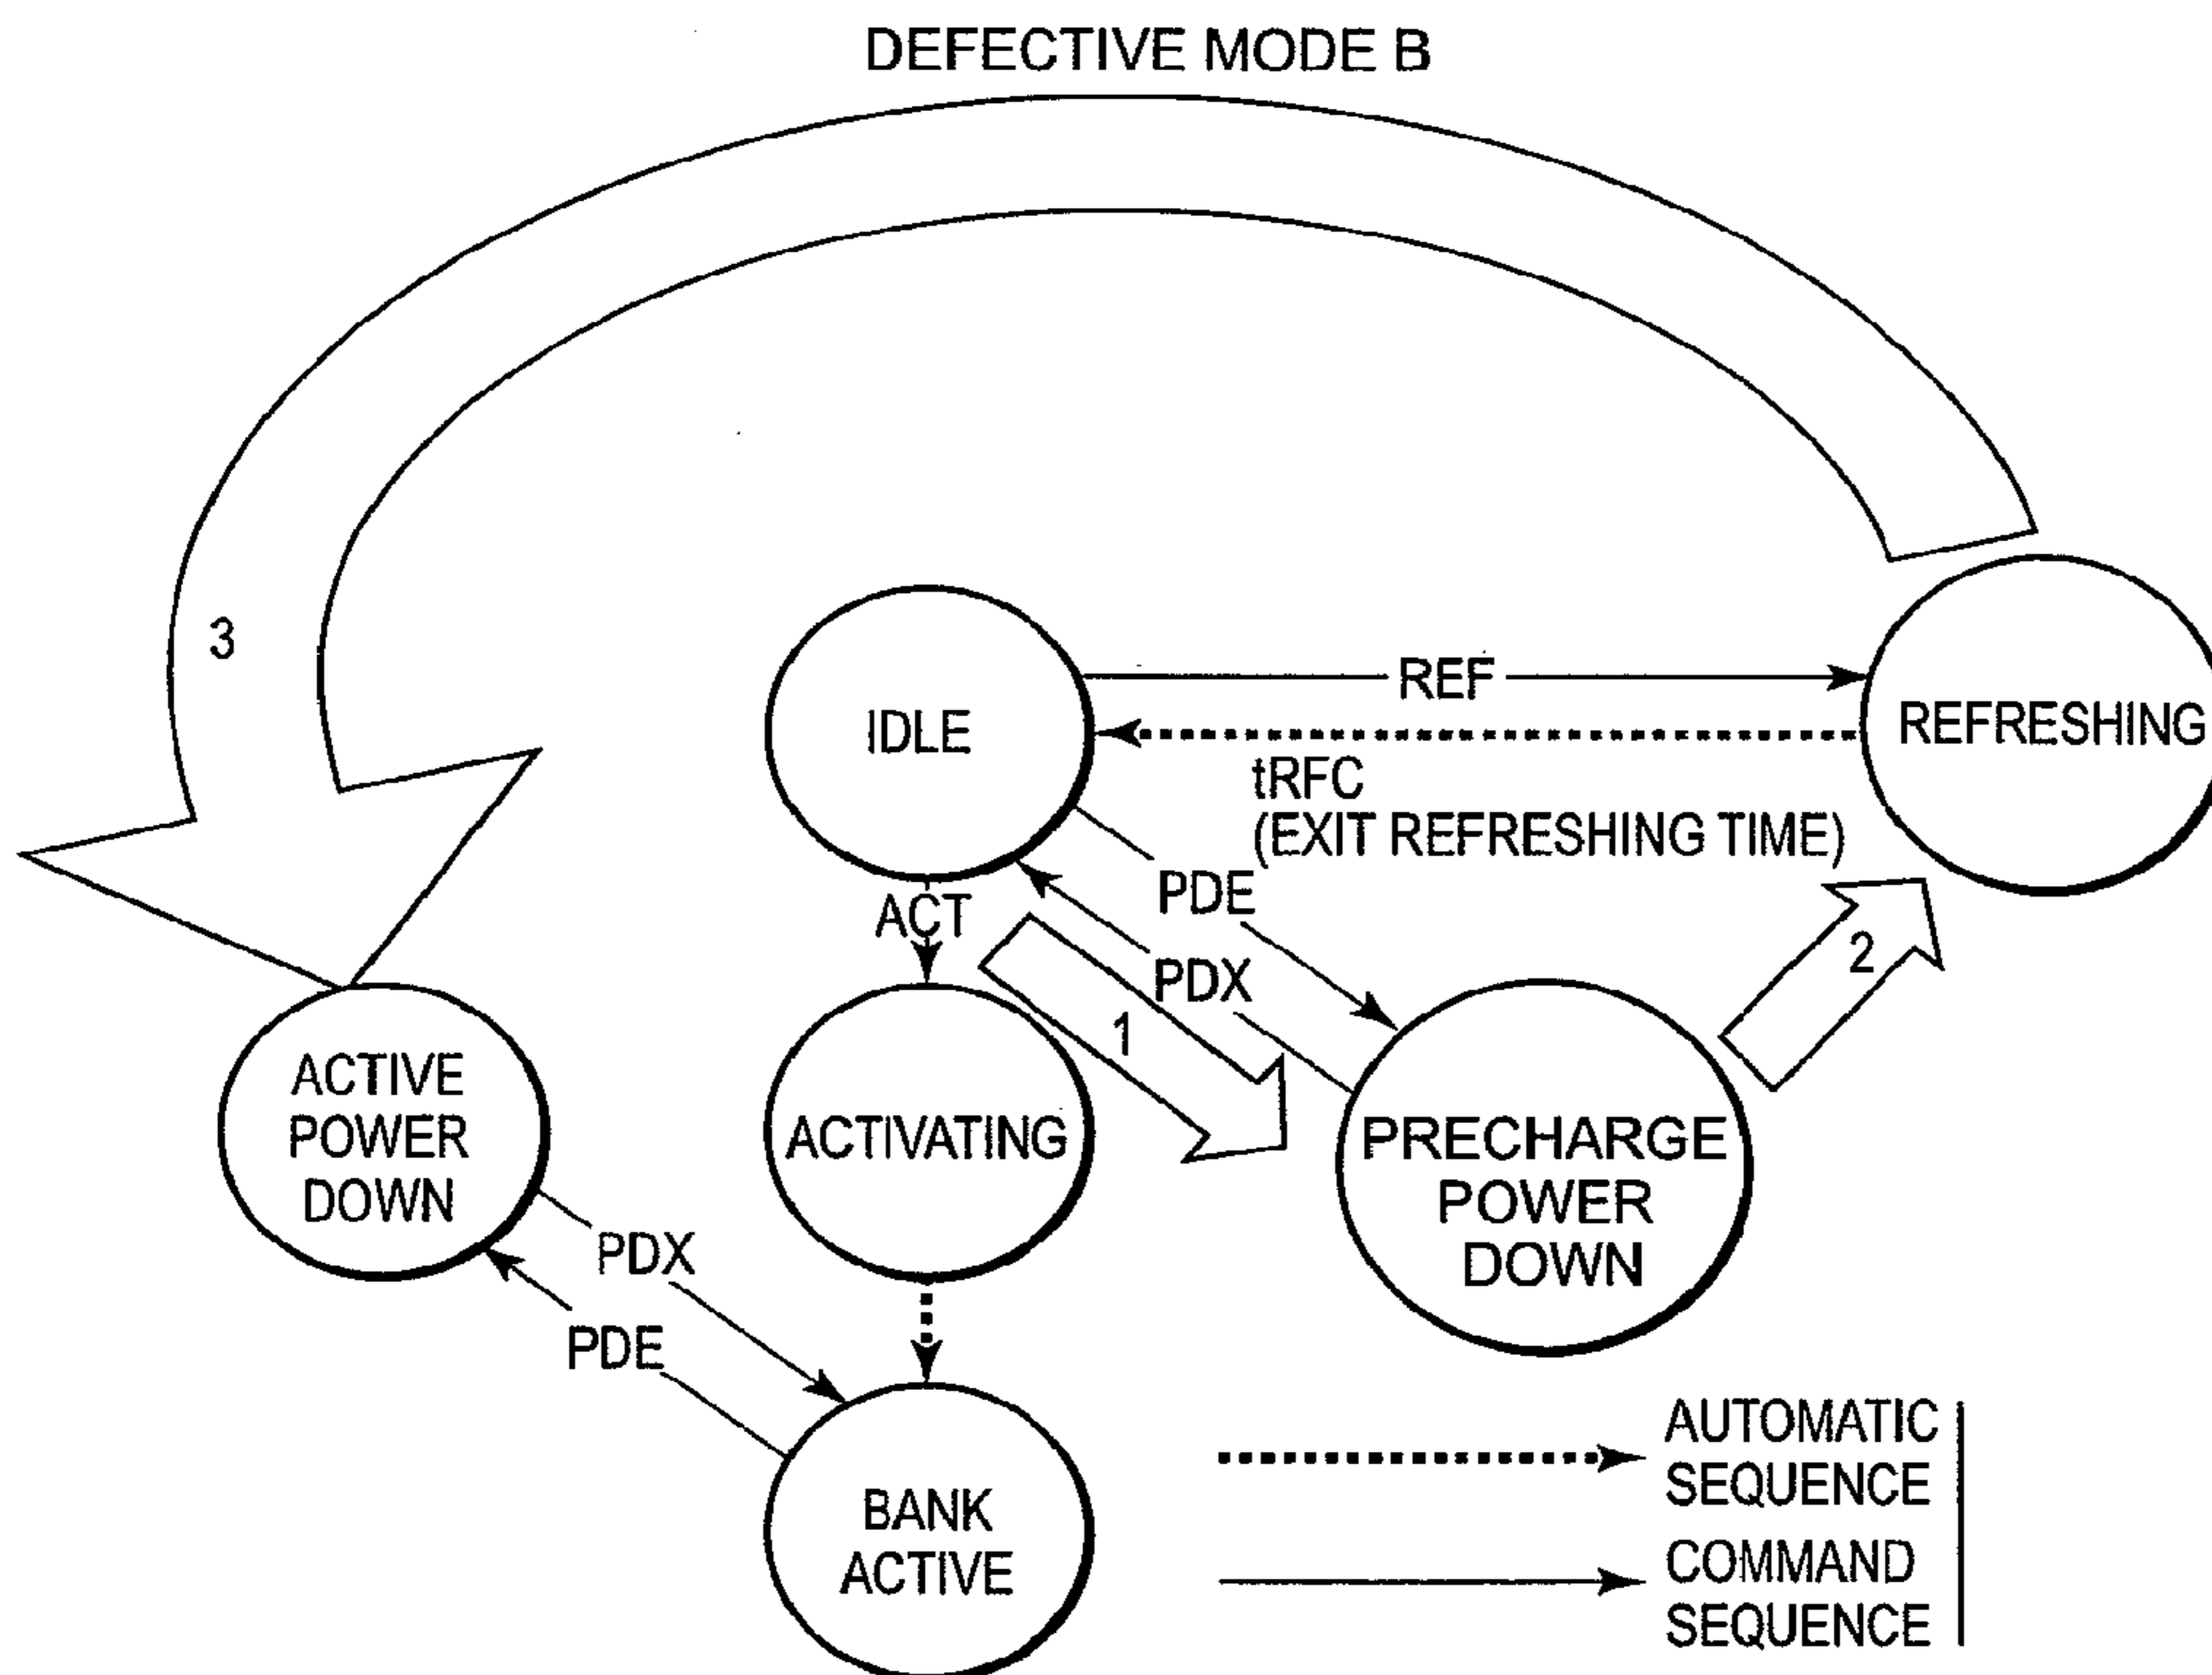 DEFECTIVE MODE B
3
IDLE
REF
REFRESHING
tRFC
(EXIT REFRESHING TIME)
PDE
ACT
PDX
2
1
ACTIVE
POWER
DOWN
ACTIVATING
PRECHARGE
POWER
DOWN
PDX
PDE
BANK
ACTIVE
AUTOMATIC
SEQUENCE
COMMAND
SEQUENCE